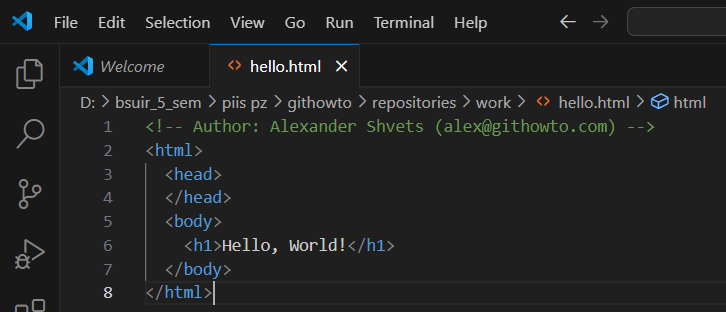 File Edit Selection View Go Run Terminal Help
Welcome hello.html
D: > bsuir_5_sem > piis pz > githowto > repositories > work > hello.html > html
1 <!-- Author: Alexander Shvets (alex@githowto.com) -->
2 <html>
3   <head>
4   </head>
5   <body>
6     <h1>Hello, World!</h1>
7   </body>
8 </html>